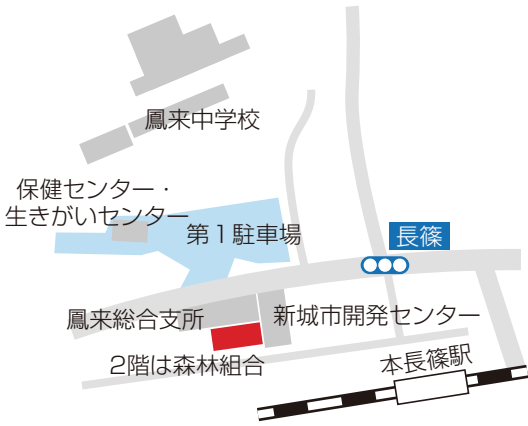 鳳来中学校
保健センター・
生きがいセンター
第1駐車場
長篠
鳳来総合支所
新城市開発センター
2階は森林組合
本長篠駅